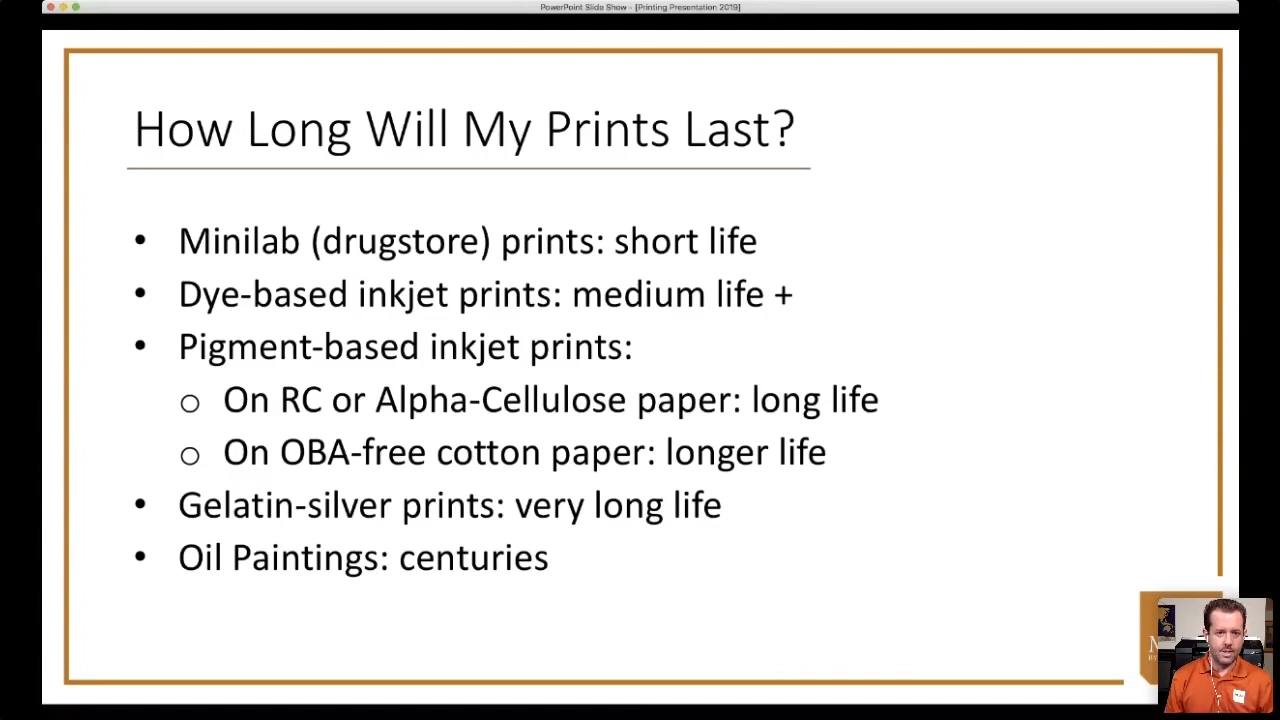 PowerPoint Slide Show - [Printing Presentation 2019]
How Long Will My Prints Last?
• Minilab (drugstore) prints: short life
• Dye-based inkjet prints: medium life +
• Pigment-based inkjet prints:
o On RC or Alpha-Cellulose paper: long life
o On OBA-free cotton paper: longer life
• Gelatin-silver prints: very long life
• Oil Paintings: centuries